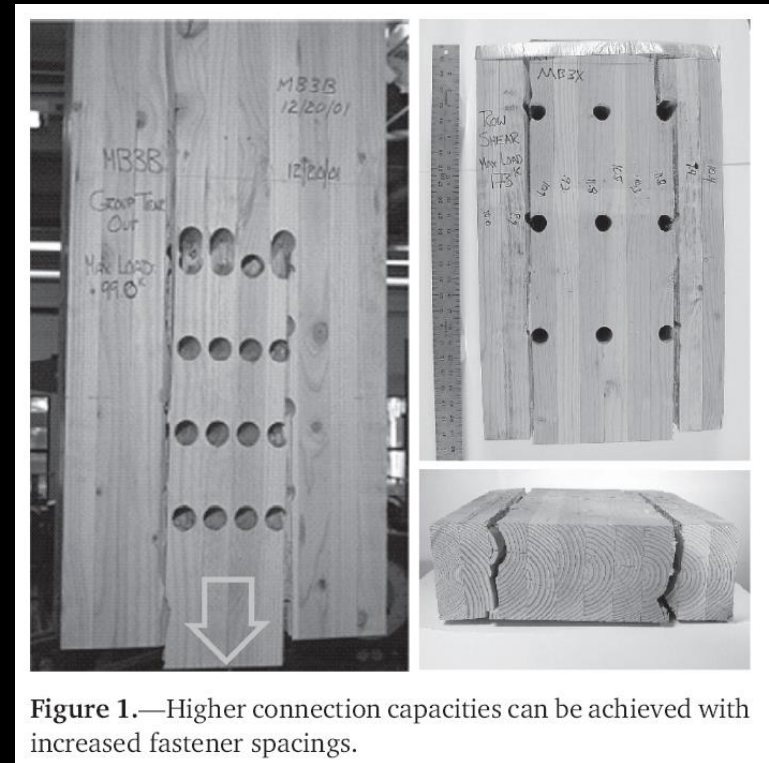 MB3B
12/20/01
12/20/01
MB3B
GROUP TEAR
OUT
MAX LOAD:
99.0ᴷ
MB3X
ROW
SHEAR
MAX LOAD
173ᴷ
Figure 1.—Higher connection capacities can be achieved with
increased fastener spacings.